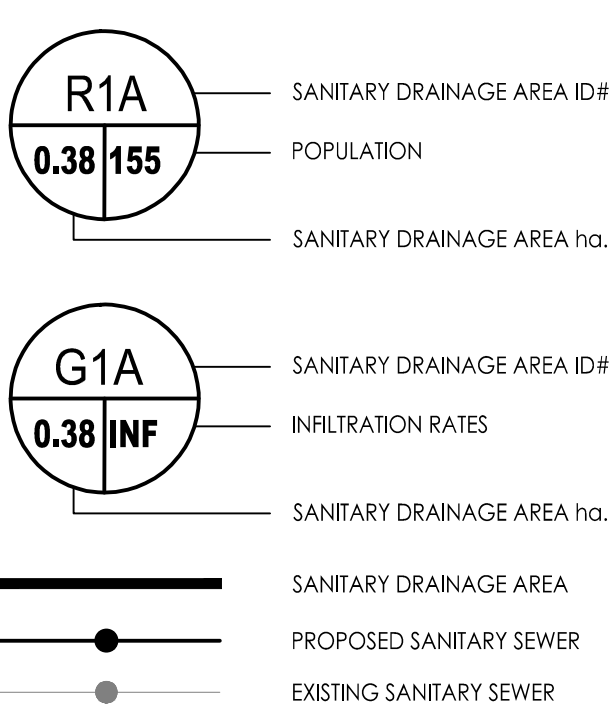 R1A
SANITARY DRAINAGE AREA ID#
0.38 155
POPULATION
SANITARY DRAINAGE AREA ha.
G1A
SANITARY DRAINAGE AREA ID#
0.38 INF
INFILTRATION RATES
SANITARY DRAINAGE AREA ha.
SANITARY DRAINAGE AREA
PROPOSED SANITARY SEWER
EXISTING SANITARY SEWER